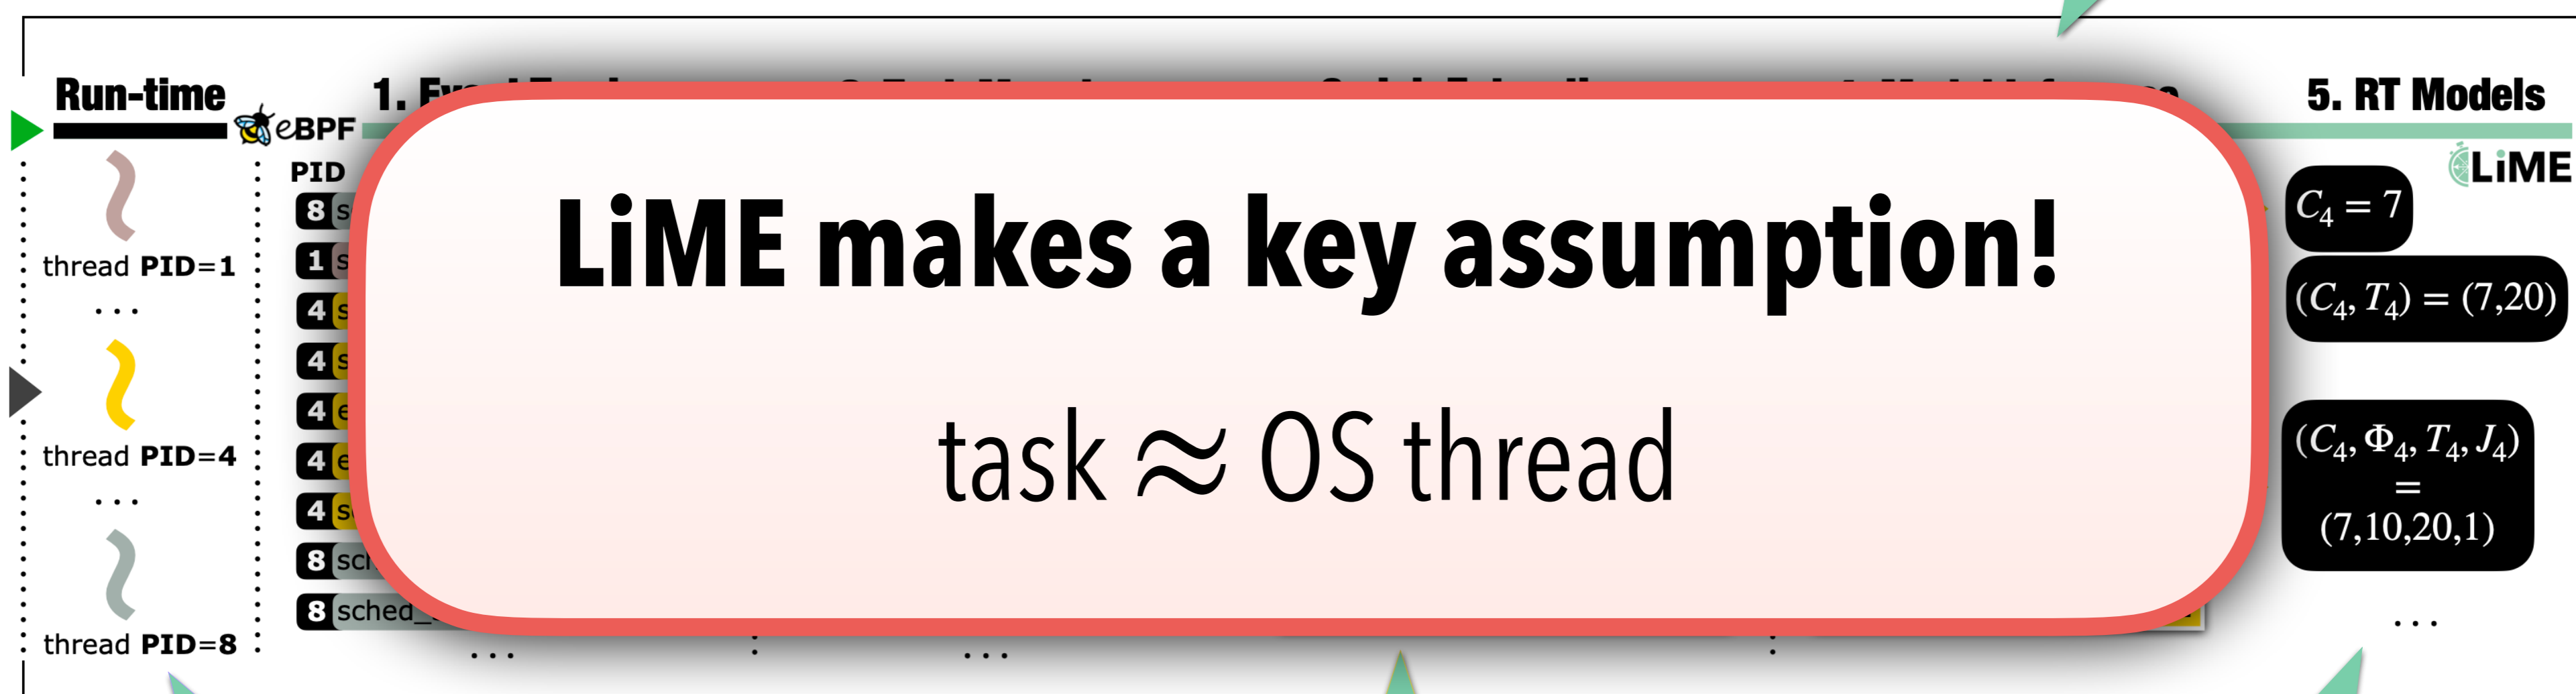 Run-time
eBPF
1.
5. RT Models
LiME
PID
8
1
4
4
4
4
4
8
8 sched_
thread PID=1
...
thread PID=4
...
thread PID=8
LiME makes a key assumption!
task ≈ OS thread
C₄ = 7
(C₄, T₄) = (7,20)
(C₄, Φ₄, T₄, J₄)
=
(7,10,20,1)
...
...
...